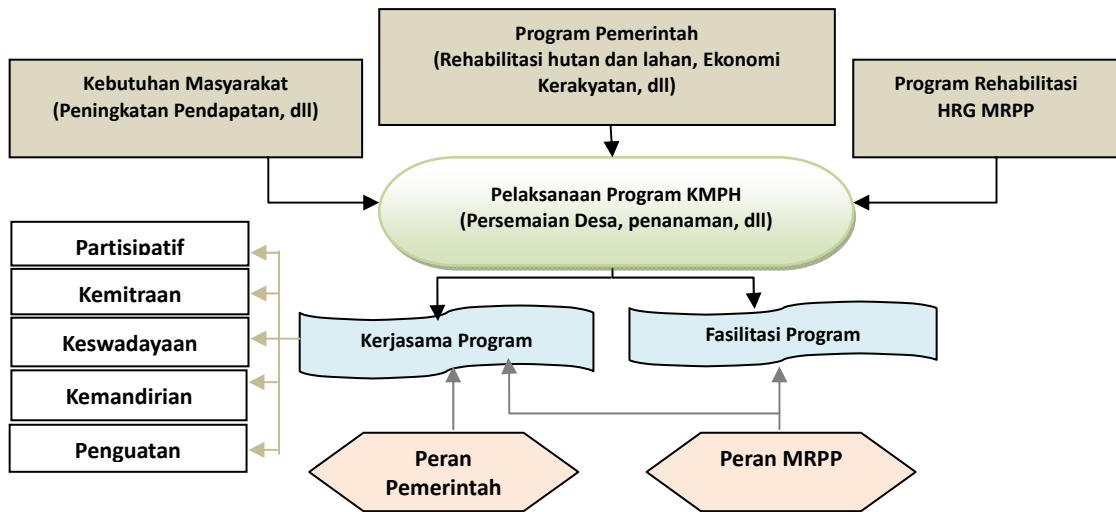 Program Pemerintah
(Rehabilitasi hutan dan lahan, Ekonomi
Kerakyatan, dll)
Kebutuhan Masyarakat
(Peningkatan Pendapatan, dll)
Program Rehabilitasi
HRG MRPP
Pelaksanaan Program KMPH
(Persemaian Desa, penanaman, dll)
Partisipatif
Kemitraan
Keswadayaan
Kemandirian
Penguatan
Kerjasama Program
Fasilitasi Program
Peran
Pemerintah
Peran MRPP